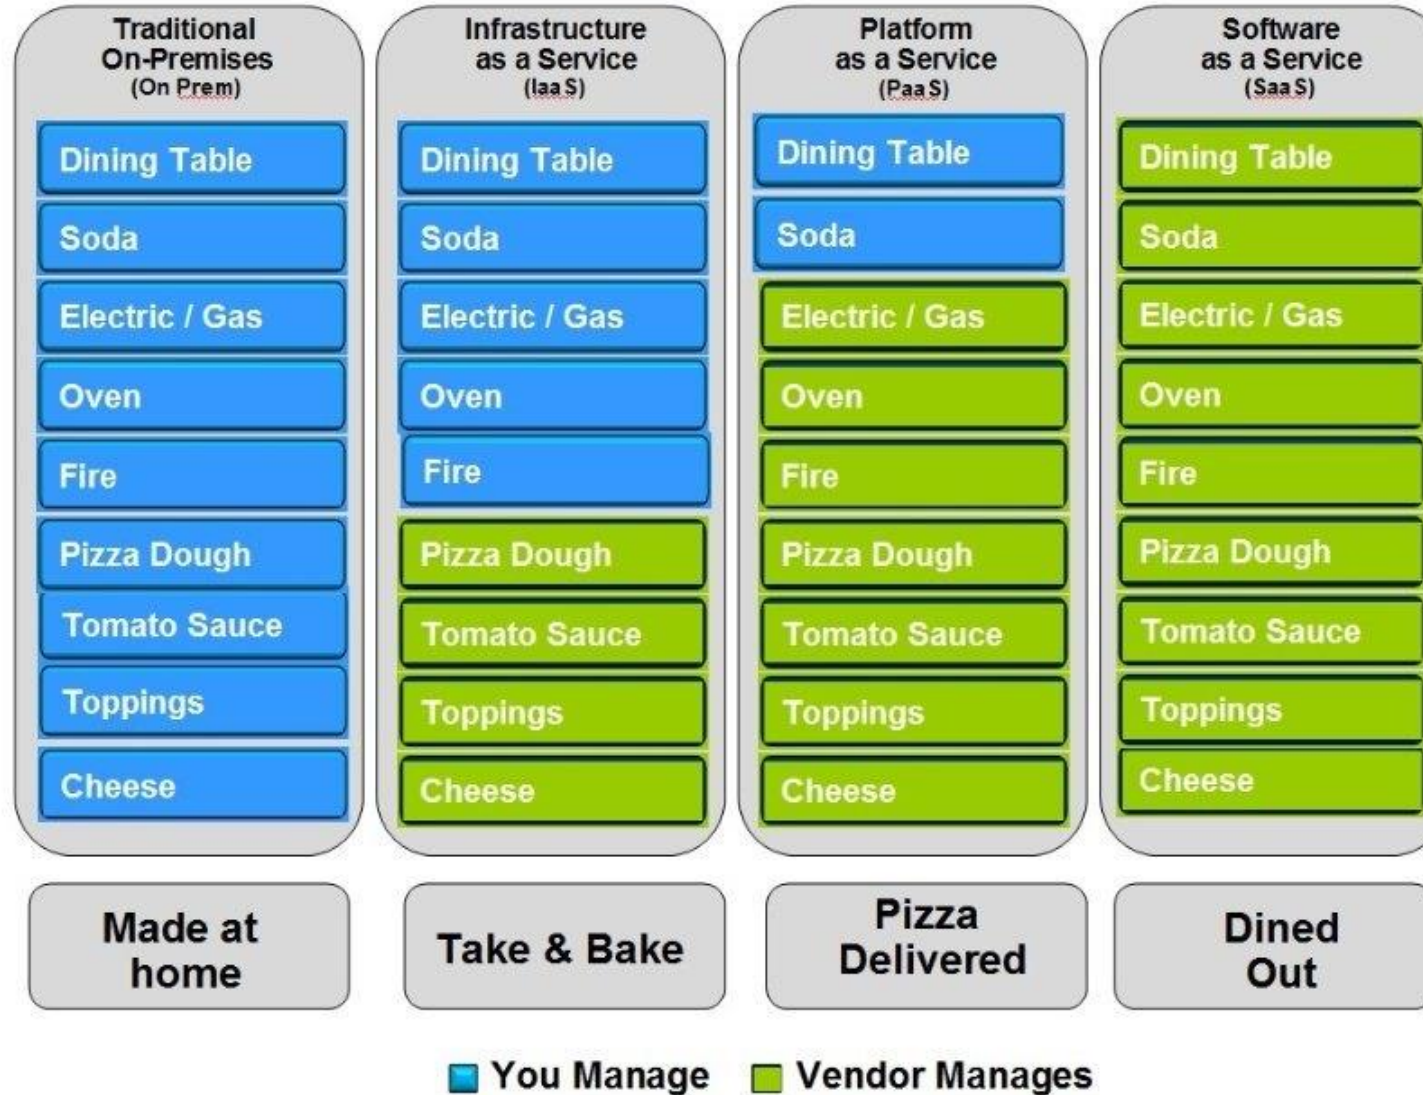 Traditional
On-Premises
(On Prem)
Dining Table
Soda
Electric / Gas
Oven
Fire
Pizza Dough
Tomato Sauce
Toppings
Cheese
Made at
home
Infrastructure
as a Service
(IaaS)
Dining Table
Soda
Electric / Gas
Oven
Fire
Pizza Dough
Tomato Sauce
Toppings
Cheese
Take & Bake
Platform
as a Service
(PaaS)
Dining Table
Soda
Electric / Gas
Oven
Fire
Pizza Dough
Tomato Sauce
Toppings
Cheese
Pizza
Delivered
Software
as a Service
(SaaS)
Dining Table
Soda
Electric / Gas
Oven
Fire
Pizza Dough
Tomato Sauce
Toppings
Cheese
Dined
Out
You Manage
Vendor Manages